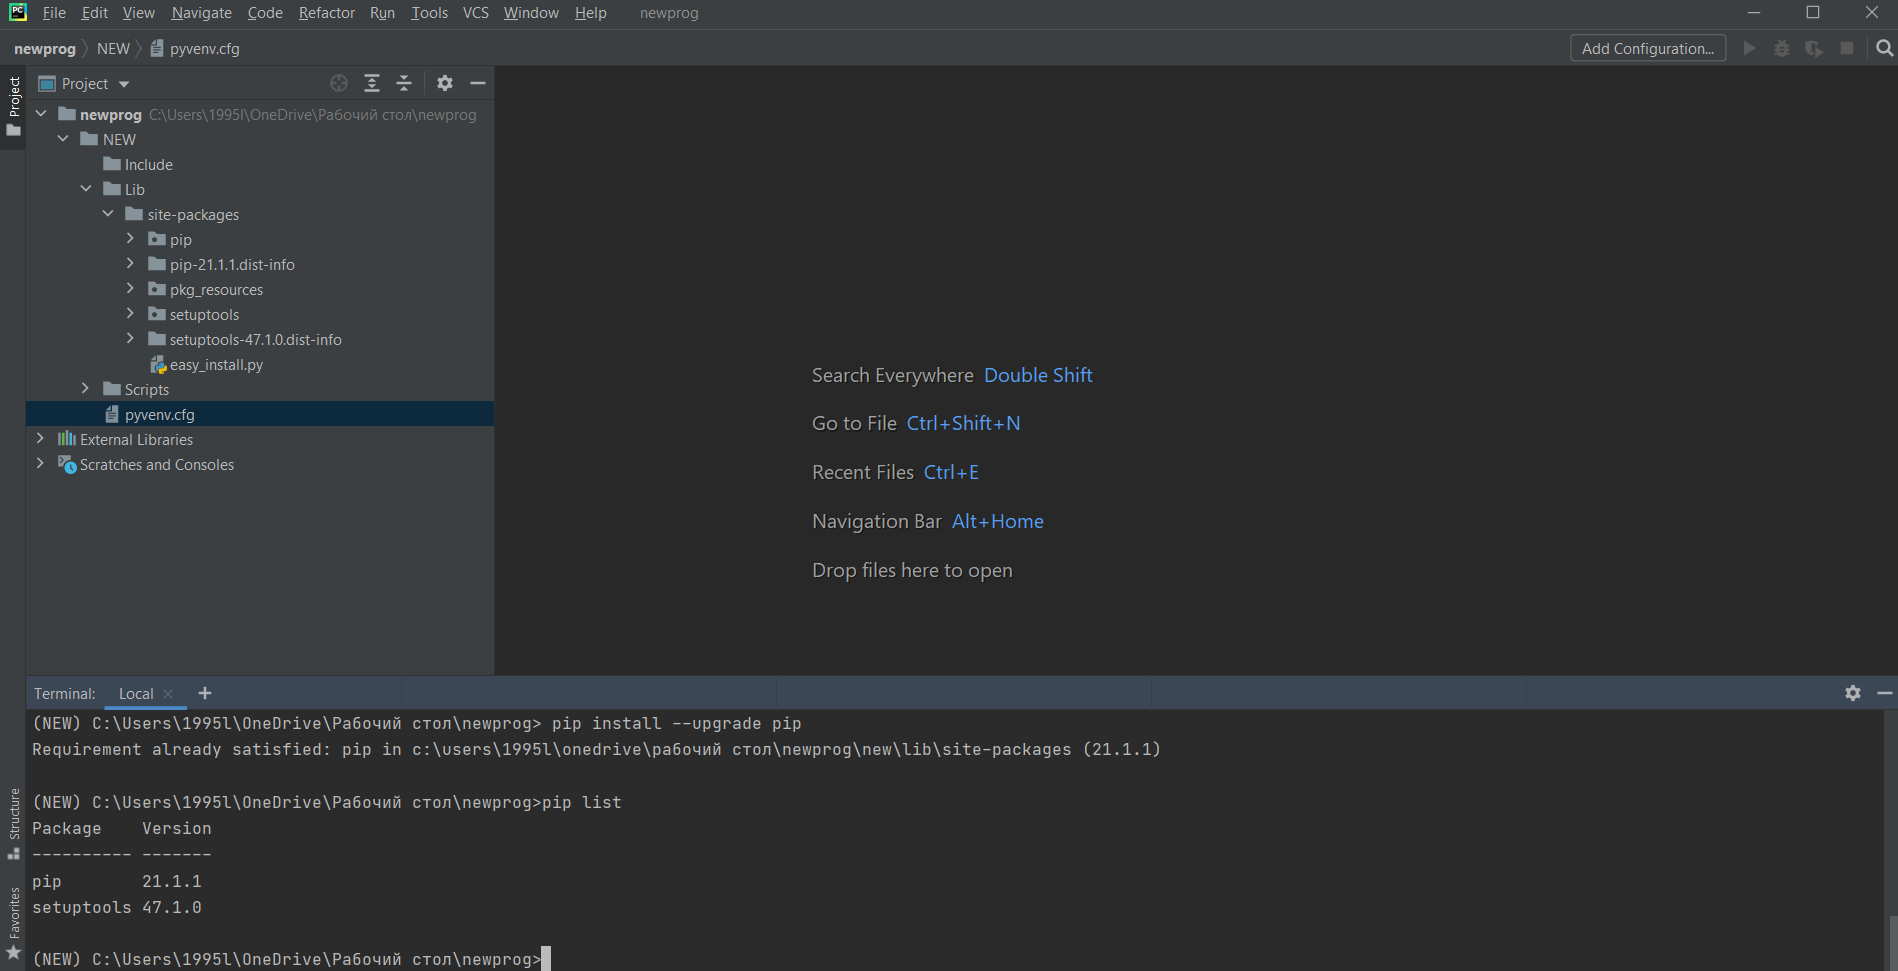 PC File Edit View Navigate Code Refactor Run Tools VCS Window Help newprog
newprog NEW pyvenv.cfg Add Configuration...
Project
Project
newprog C:\Users\1995l\OneDrive\Рабочий стол\newprog
NEW
Include
Lib
site-packages
pip
pip-21.1.1.dist-info
pkg_resources
setuptools
setuptools-47.1.0.dist-info
easy_install.py
Scripts
pyvenv.cfg
External Libraries
Scratches and Consoles
Search Everywhere Double Shift
Go to File Ctrl+Shift+N
Recent Files Ctrl+E
Navigation Bar Alt+Home
Drop files here to open
Structure
Favorites
Terminal: Local
(NEW) C:\Users\1995l\OneDrive\Рабочий стол\newprog> pip install --upgrade pip
Requirement already satisfied: pip in c:\users\1995l\onedrive\рабочий стол\newprog\new\lib\site-packages (21.1.1)
(NEW) C:\Users\1995l\OneDrive\Рабочий стол\newprog>pip list
Package Version
---------- -------
pip 21.1.1
setuptools 47.1.0
(NEW) C:\Users\1995l\OneDrive\Рабочий стол\newprog>